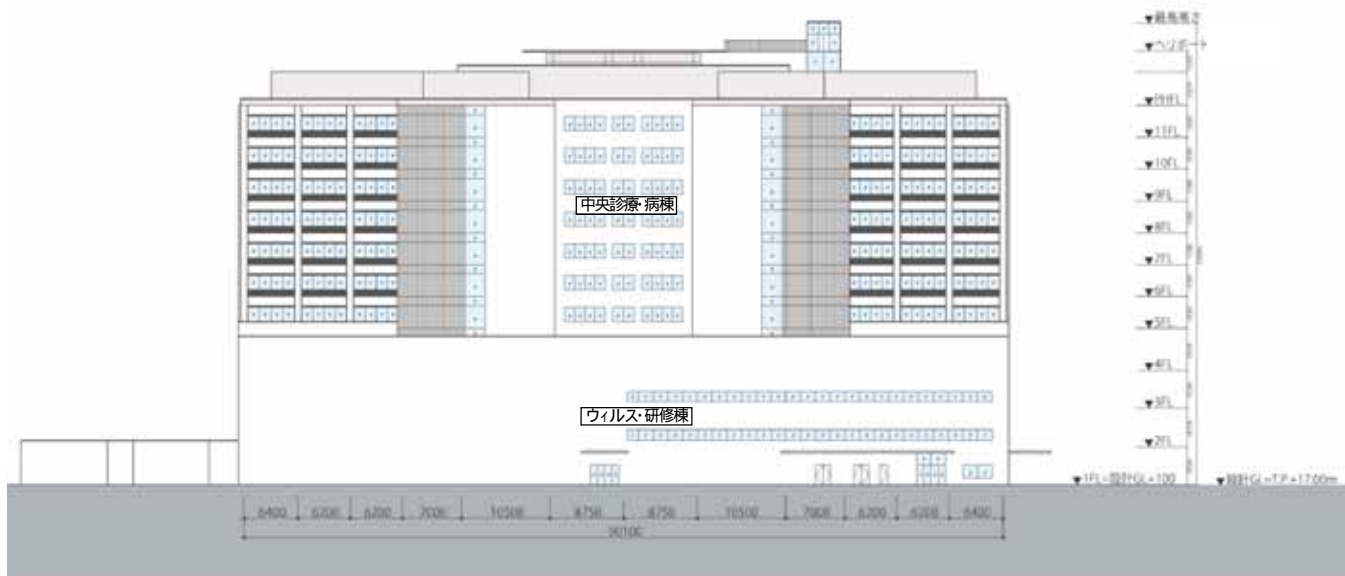 ▼最高高さ
▼ヘリポート
▼PHFL
▼11FL
▼10FL
▼9FL
▼8FL
▼7FL
▼6FL
▼5FL
▼4FL
▼3FL
▼2FL
中央診療・病棟
ウィルス・研修棟
▼1FL=設計GL+100
▼設計GL=T.P.+17.00m
6400 6200 6200 7000 10500 8750 8750 10500 7000 6200 6200 6400
90100